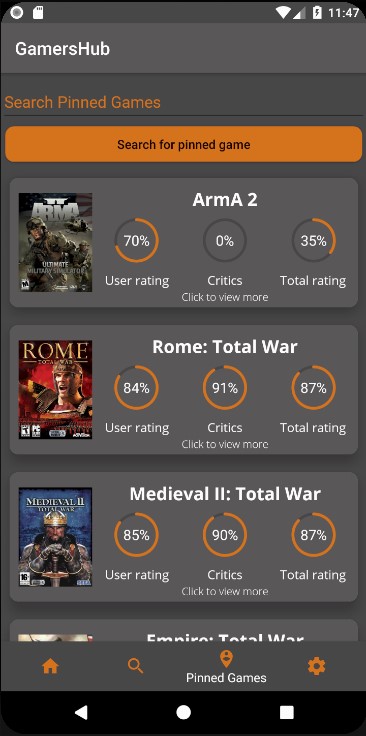 11:47
GamersHub
Search Pinned Games
Search for pinned game
ArmA 2
ARMA II
ULTIMATE
MILITARY SIMULATOR
70%
0%
35%
User rating
Critics
Total rating
Click to view more
Rome: Total War
ROME
TOTAL WAR
84%
91%
87%
User rating
Critics
Total rating
Click to view more
Medieval II: Total War
MEDIEVAL II
TOTAL WAR
85%
90%
87%
User rating
Critics
Total rating
16
SEGA
Click to view more
Empire: Total War
Pinned Games